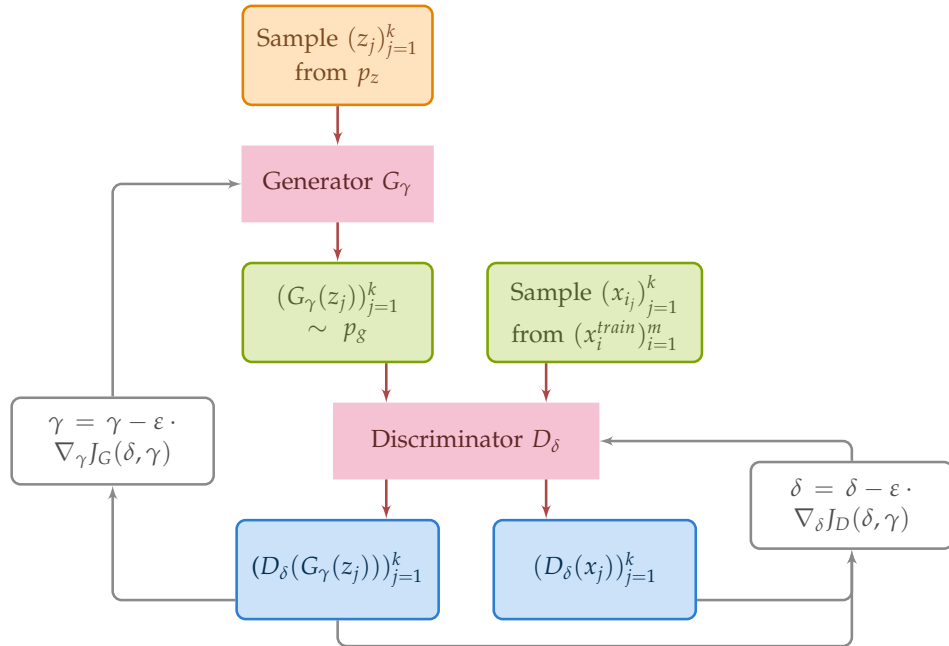 Sample $(z_j)_{j=1}^k$
from $p_z$
Generator $G_\gamma$
$(G_\gamma(z_j))_{j=1}^k$
$\sim p_g$
Sample $(x_{i_j})_{j=1}^k$
from $(x_i^{train})_{i=1}^m$
$\gamma = \gamma - \varepsilon \cdot$
$\nabla_\gamma J_G(\delta, \gamma)$
Discriminator $D_\delta$
$\delta = \delta - \varepsilon \cdot$
$\nabla_\delta J_D(\delta, \gamma)$
$(D_\delta(G_\gamma(z_j)))_{j=1}^k$
$(D_\delta(x_j))_{j=1}^k$